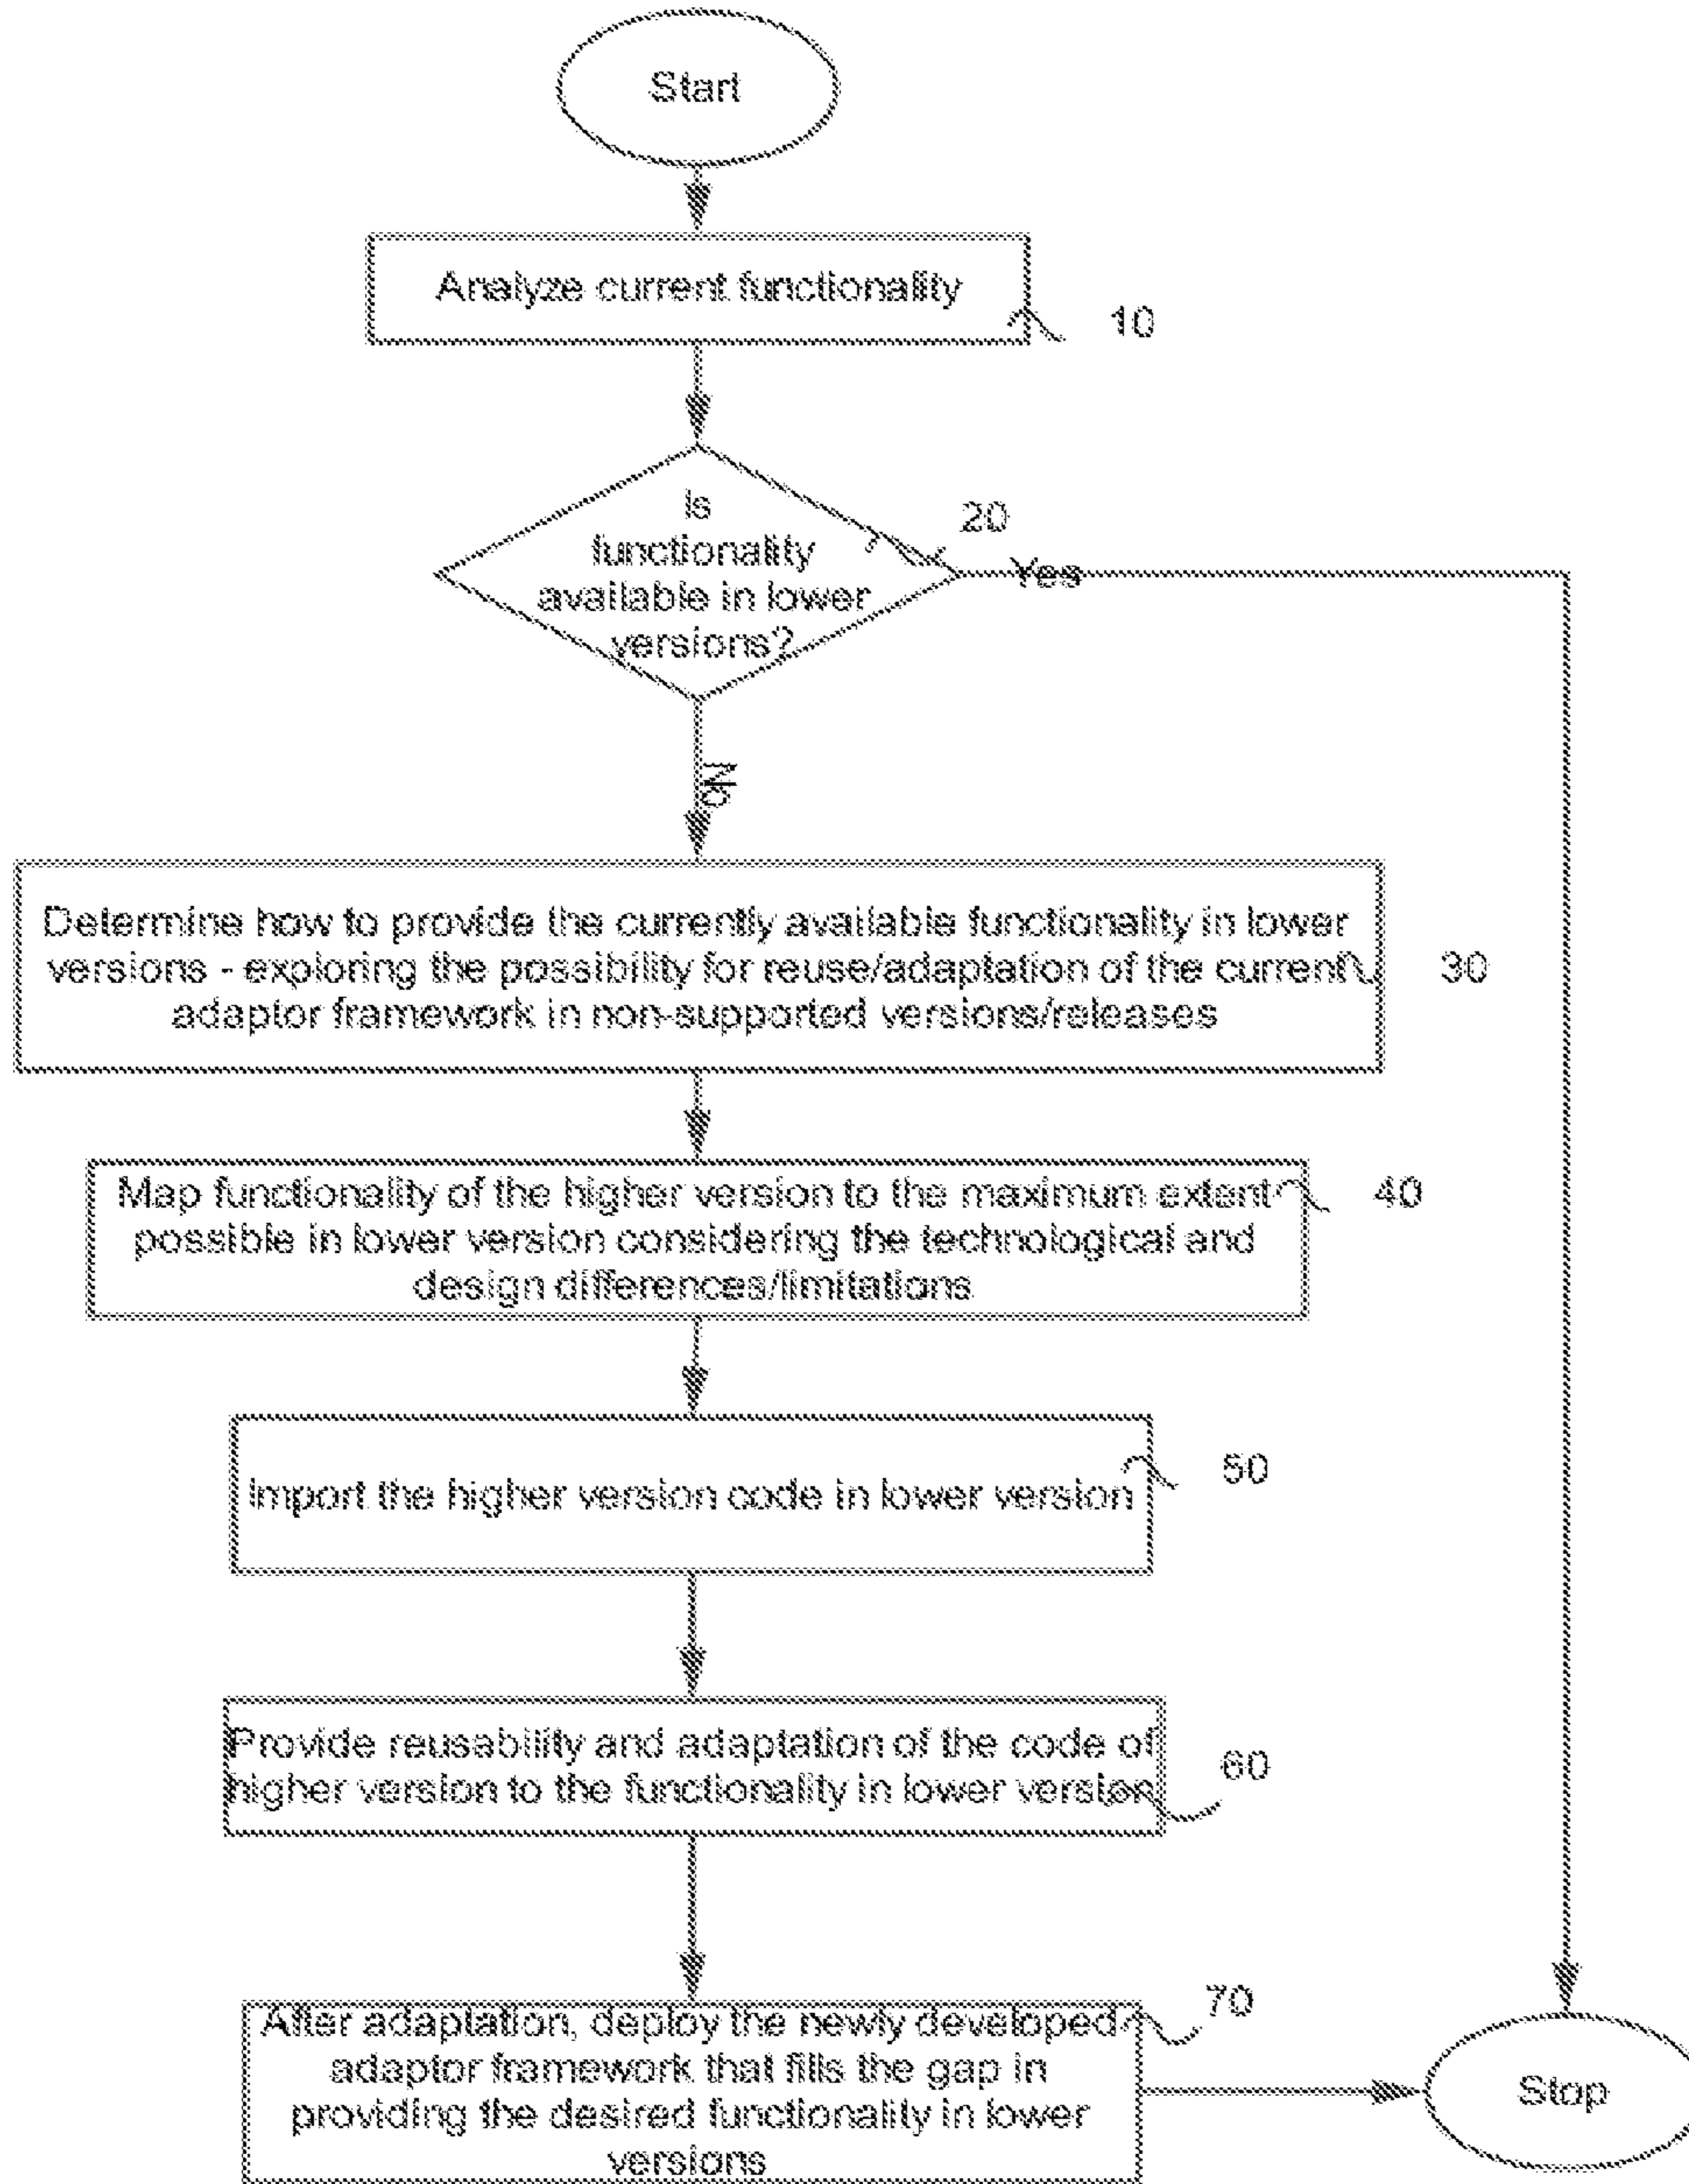 Start
Analyze current functionality
10
Is
functionality
available in lower
versions?
20
Yes
No
Determine how to provide the currently available functionality in lower
versions - exploring the possibility for reuse/adaptation of the current
adaptor framework in non-supported versions/releases
30
Map functionality of the higher version to the maximum extent
possible in lower version considering the technological and
design differences/limitations
40
Import the higher version code in lower version
50
Provide reusability and adaptation of the code of
higher version to the functionality in lower version
60
After adaptation, deploy the newly developed
adaptor framework that fills the gap in
providing the desired functionality in lower
versions
70
Stop